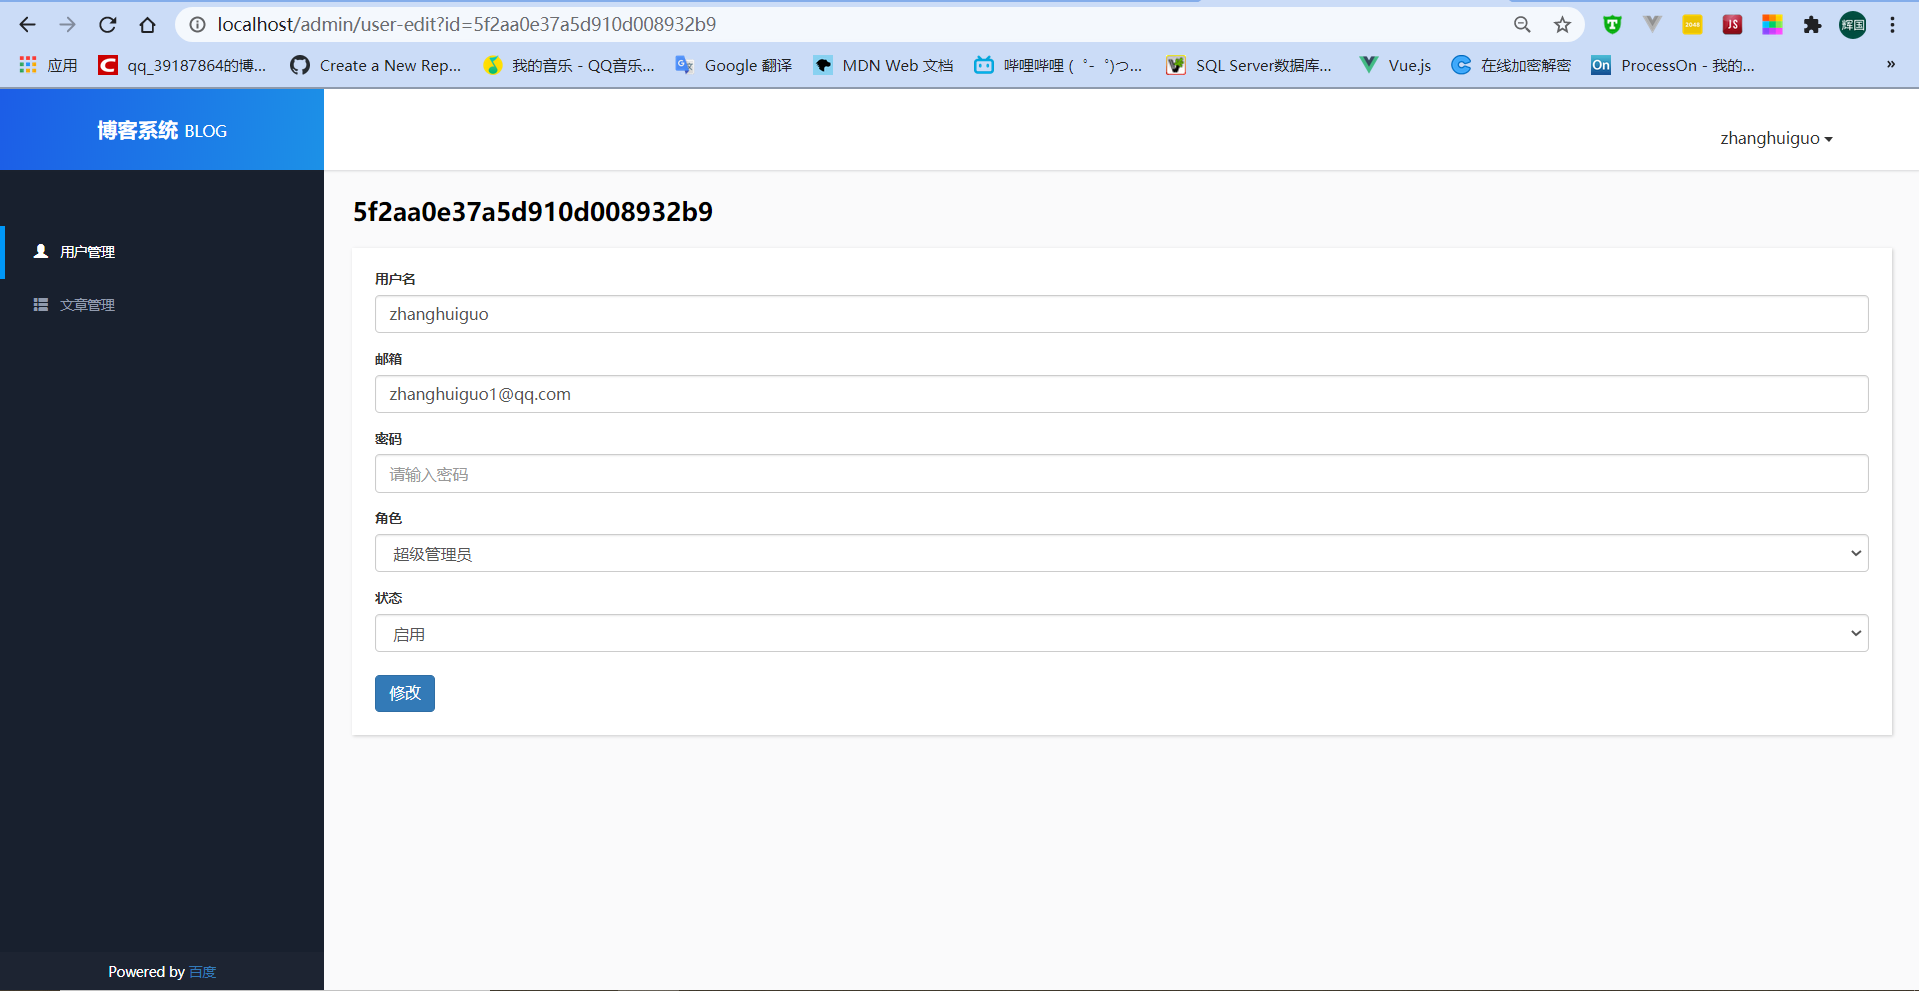 localhost/admin/user-edit?id=5f2aa0e37a5d910d008932b9
2048
JS
辉国
应用
qq_39187864的博...
Create a New Rep...
我的音乐 - QQ音乐...
Google 翻译
MDN Web 文档
哔哩哔哩 ( ゜- ゜)つ...
SQL Server数据库...
Vue.js
在线加密解密
On
ProcessOn - 我的...
»
博客系统 BLOG
zhanghuiguo
用户管理
文章管理
5f2aa0e37a5d910d008932b9
用户名
zhanghuiguo
邮箱
zhanghuiguo1@qq.com
密码
请输入密码
角色
超级管理员
状态
启用
修改
Powered by 百度